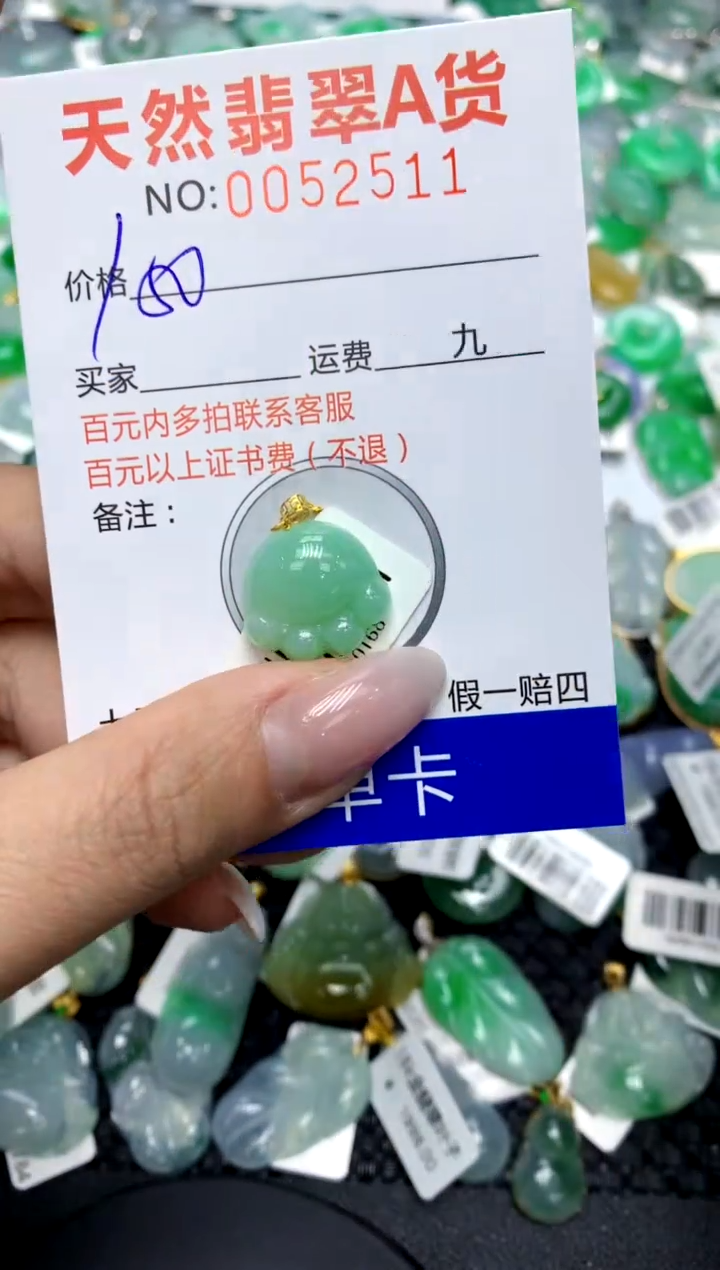 天然翡翠A货
NO:0052511
价格 100
买家 运费 九
百元内多拍联系客服
百元以上证书费(不退)
备注:
0168
假一赔四
单卡